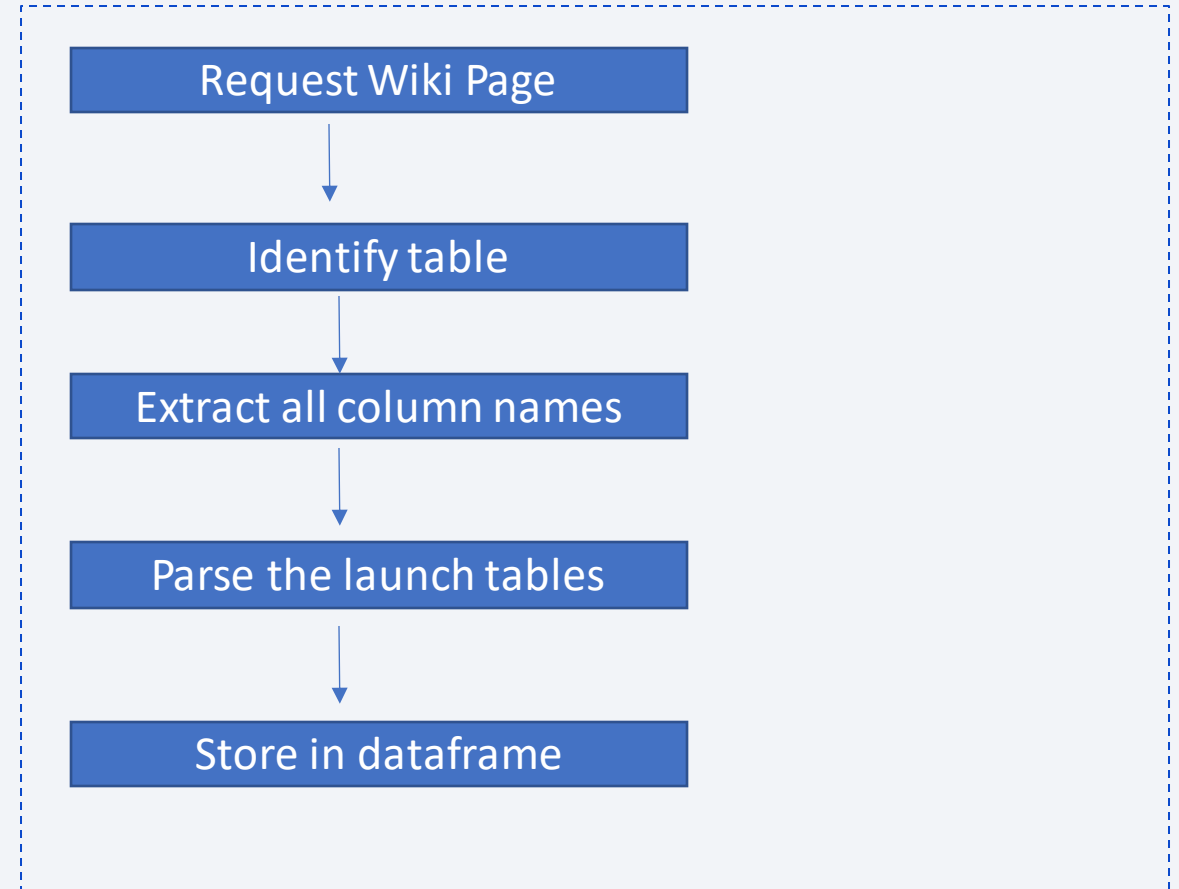 Request Wiki Page
Identify table
Extract all column names
Parse the launch tables
Store in dataframe